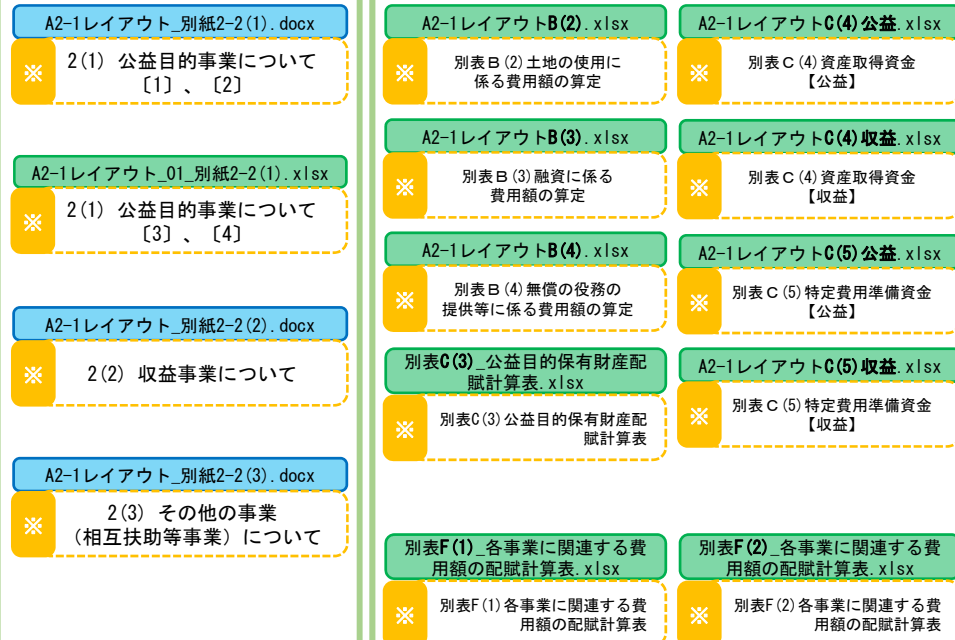 A2-1レイアウト_別紙2-2(1).docx
※
2(1) 公益目的事業について
〔1〕、〔2〕
A2-1レイアウト_01_別紙2-2(1).xlsx
※
2(1) 公益目的事業について
〔3〕、〔4〕
A2-1レイアウト_別紙2-2(2).docx
※
2(2) 収益事業について
A2-1レイアウト_別紙2-2(3).docx
※
2(3) その他の事業
(相互扶助等事業) について
A2-1レイアウトB(2).xlsx
※
別表B(2)土地の使用に
係る費用額の算定
A2-1レイアウトB(3).xlsx
※
別表B(3)融資に係る
費用額の算定
A2-1レイアウトB(4).xlsx
※
別表B(4)無償の役務の
提供等に係る費用額の算定
別表C(3)_公益目的保有財産配
賦計算表.xlsx
※
別表C(3)公益目的保有財産配
賦計算表
別表F(1)_各事業に関連する費
用額の配賦計算表.xlsx
※
別表F(1)各事業に関連する費
用額の配賦計算表
A2-1レイアウトC(4)公益.xlsx
※
別表C(4)資産取得資金
【公益】
A2-1レイアウトC(4)収益.xlsx
※
別表C(4)資産取得資金
【収益】
A2-1レイアウトC(5)公益.xlsx
※
別表C(5)特定費用準備資金
【公益】
A2-1レイアウトC(5)収益.xlsx
※
別表C(5)特定費用準備資金
【収益】
別表F(2)_各事業に関連する費
用額の配賦計算表.xlsx
※
別表F(2)各事業に関連する費
用額の配賦計算表